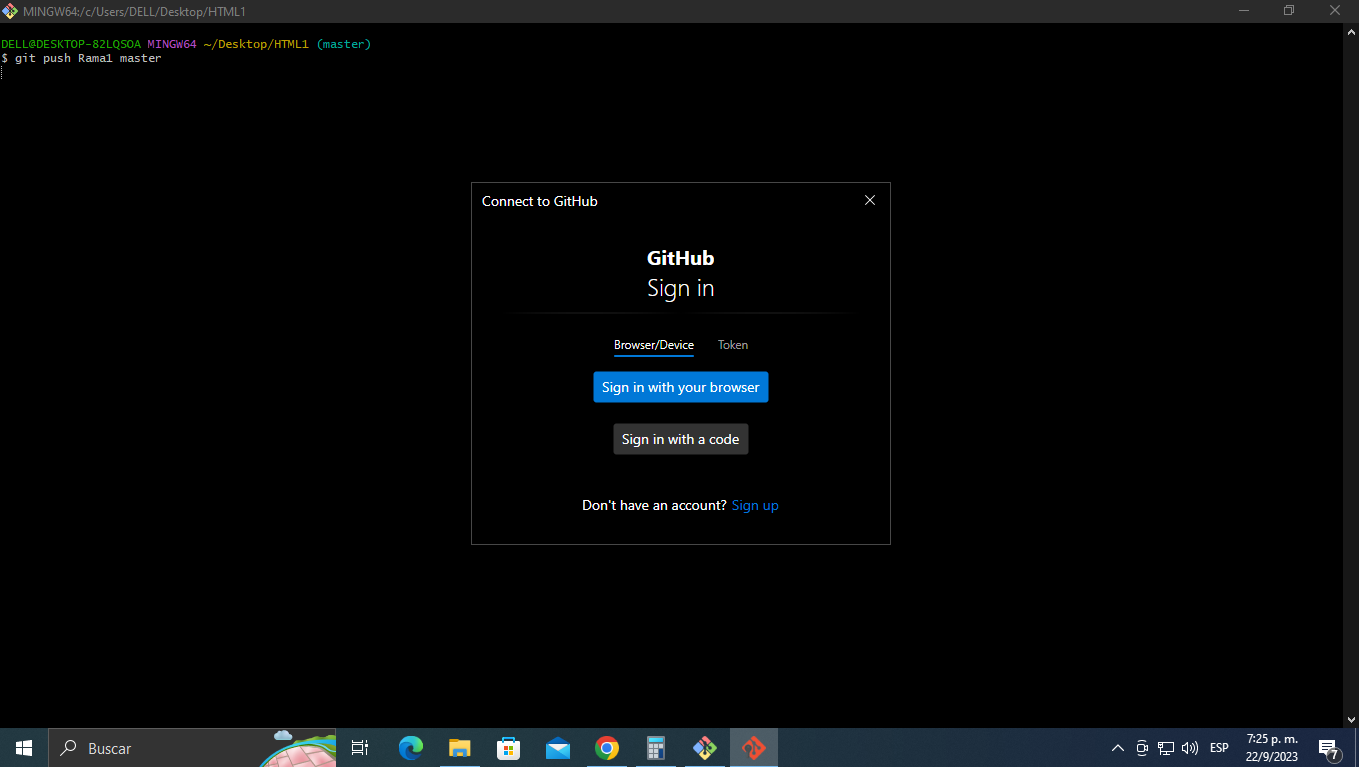 MINGW64:/c/Users/DELL/Desktop/HTML1
DELL@DESKTOP-82LQSOA MINGW64 ~/Desktop/HTML1 (master)
$ git push Rama1 master
Connect to GitHub
GitHub
Sign in
Browser/Device Token
Sign in with your browser
Sign in with a code
Don't have an account? Sign up
Buscar
ESP
7:25 p. m.
22/9/2023
7